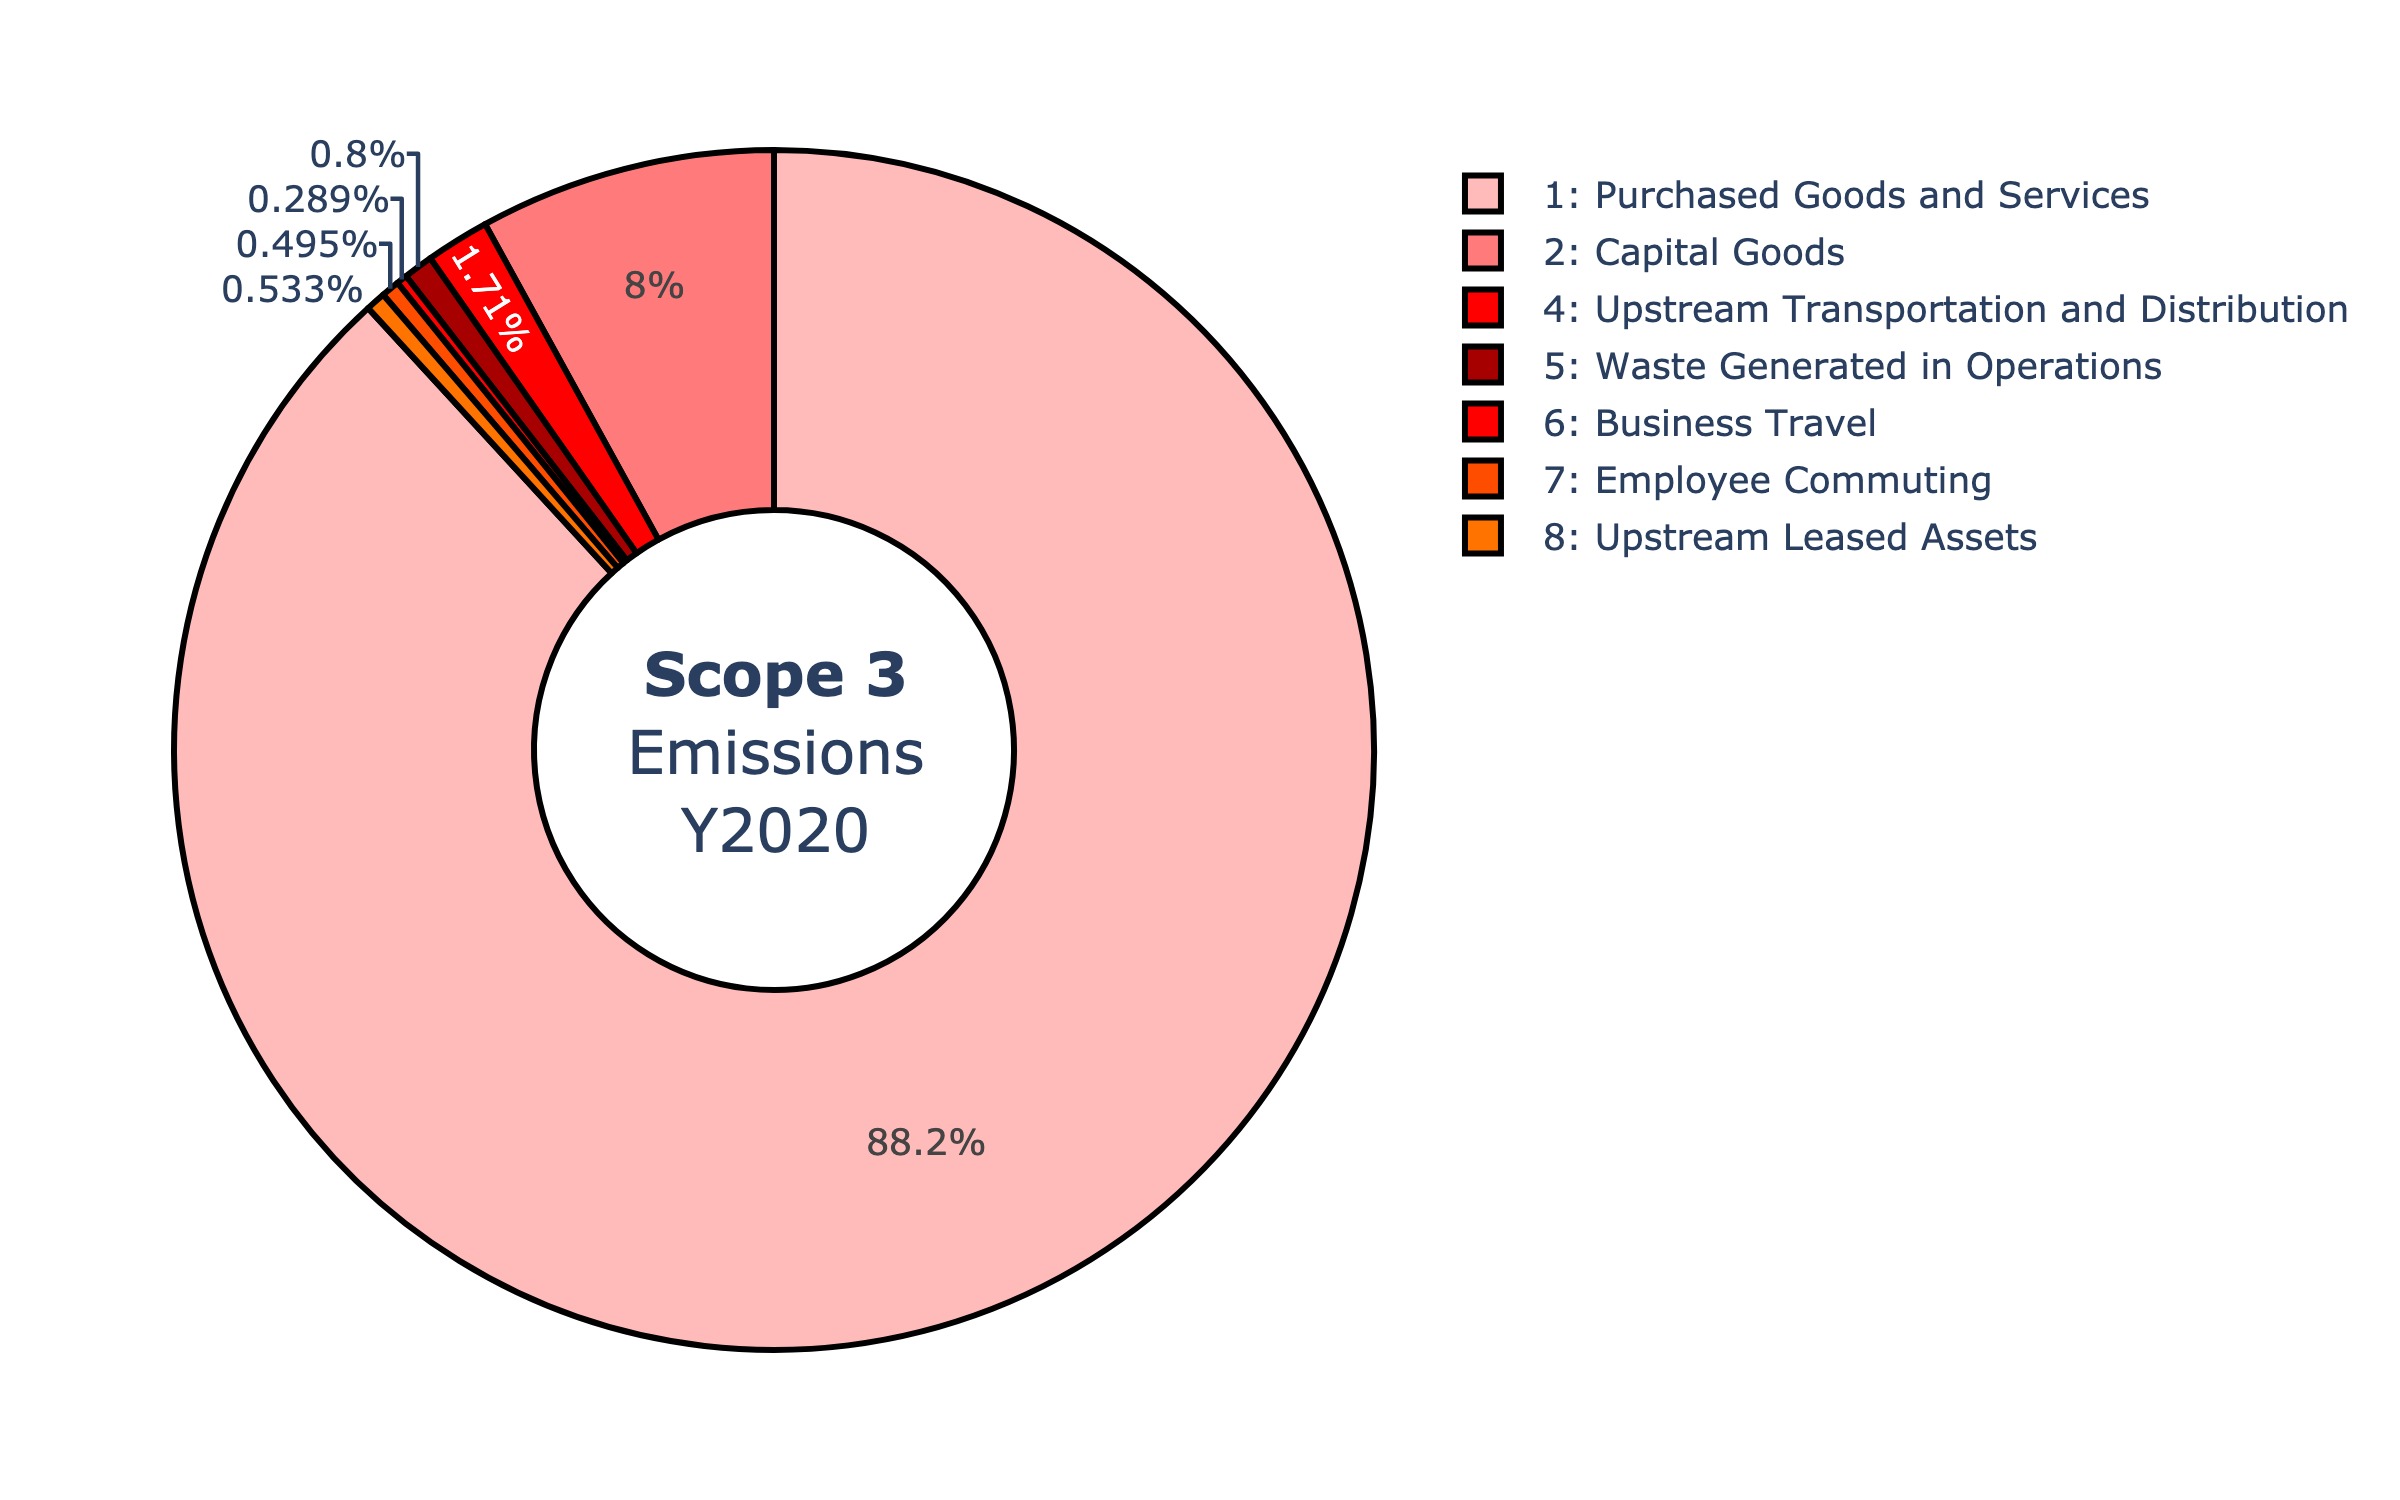 0.8%
0.289%
0.495%
0.533%
1.71%
8%
88.2%
Scope 3
Emissions
Y2020
1: Purchased Goods and Services
2: Capital Goods
4: Upstream Transportation and Distribution
5: Waste Generated in Operations
6: Business Travel
7: Employee Commuting
8: Upstream Leased Assets